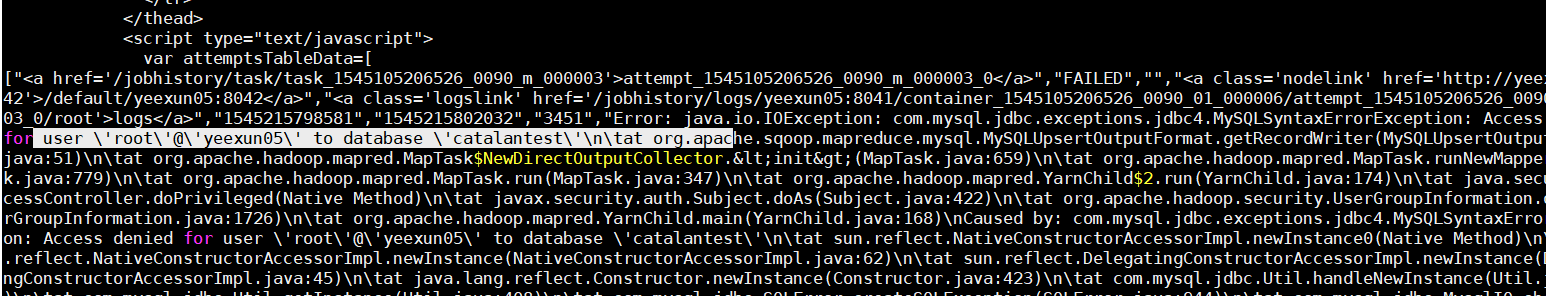 </thead>
<script type="text/javascript">
var attemptsTableData=[
["<a href='/jobhistory/task/task_1545105206526_0090_m_000003'>attempt_1545105206526_0090_m_000003_0</a>","FAILED","","<a class='nodelink' href='http://yeex
42'>/default/yeexun05:8042</a>","<a class='logslink' href='/jobhistory/logs/yeexun05:8041/container_1545105206526_0090_01_000006/attempt_1545105206526_0090
03_0/root'>logs</a>","1545215798581","1545215802032","3451","Error: java.io.IOException: com.mysql.jdbc.exceptions.jdbc4.MySQLSyntaxErrorException: Access
for user \'root\'@\'yeexun05\' to database \'catalantest\'\n\tat org.apache.sqoop.mapreduce.mysql.MySQLUpsertOutputFormat.getRecordWriter(MySQLUpsertOutput
java:51)\n\tat org.apache.hadoop.mapred.MapTask$NewDirectOutputCollector.&lt;init&gt;(MapTask.java:659)\n\tat org.apache.hadoop.mapred.MapTask.runNewMappe
k.java:779)\n\tat org.apache.hadoop.mapred.MapTask.run(MapTask.java:347)\n\tat org.apache.hadoop.mapred.YarnChild$2.run(YarnChild.java:174)\n\tat java.secu
cessController.doPrivileged(Native Method)\n\tat javax.security.auth.Subject.doAs(Subject.java:422)\n\tat org.apache.hadoop.security.UserGroupInformation.
rGroupInformation.java:1726)\n\tat org.apache.hadoop.mapred.YarnChild.main(YarnChild.java:168)\nCaused by: com.mysql.jdbc.exceptions.jdbc4.MySQLSyntaxErro
on: Access denied for user \'root\'@\'yeexun05\' to database \'catalantest\'\n\tat sun.reflect.NativeConstructorAccessorImpl.newInstance0(Native Method)\n\
.reflect.NativeConstructorAccessorImpl.newInstance(NativeConstructorAccessorImpl.java:62)\n\tat sun.reflect.DelegatingConstructorAccessorImpl.newInstance(
ngConstructorAccessorImpl.java:45)\n\tat java.lang.reflect.Constructor.newInstance(Constructor.java:423)\n\tat com.mysql.jdbc.Util.handleNewInstance(Util.